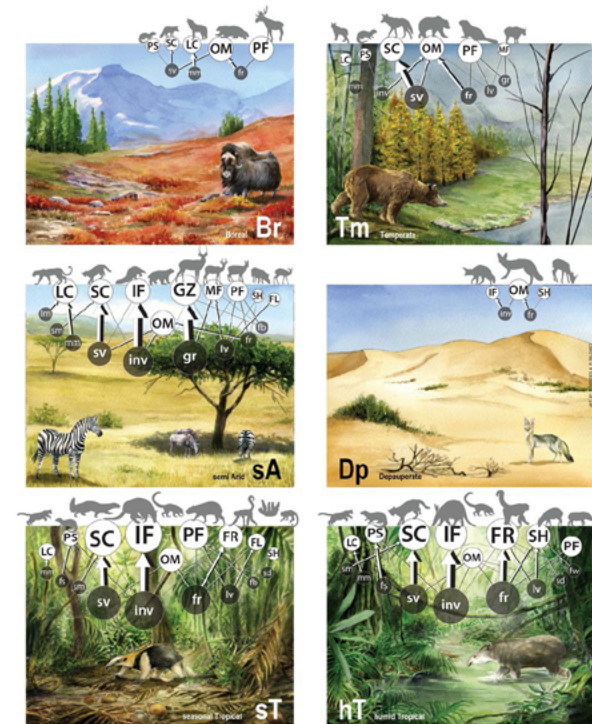 PS SC LC OM PF
sv mm fr
Boreal Br
LC PS SC OM PF MF
mm inv sv fr lv gr
Tm Temperate
LC SC IF GZ MF PF SH FL
OM
lm sm mm sv inv gr lv fr fb
semi Arid sA
IF OM SH
inv fr
Dp Depauperate
LC PS SC IF PF FR FL SH
OM
mm fs sm sv inv fr lv fb sd
seasonal Tropical sT
LC PS SC IF FR SH PF
OM
sm mm fs sv inv fr lv sd fw
hT humid Tropical